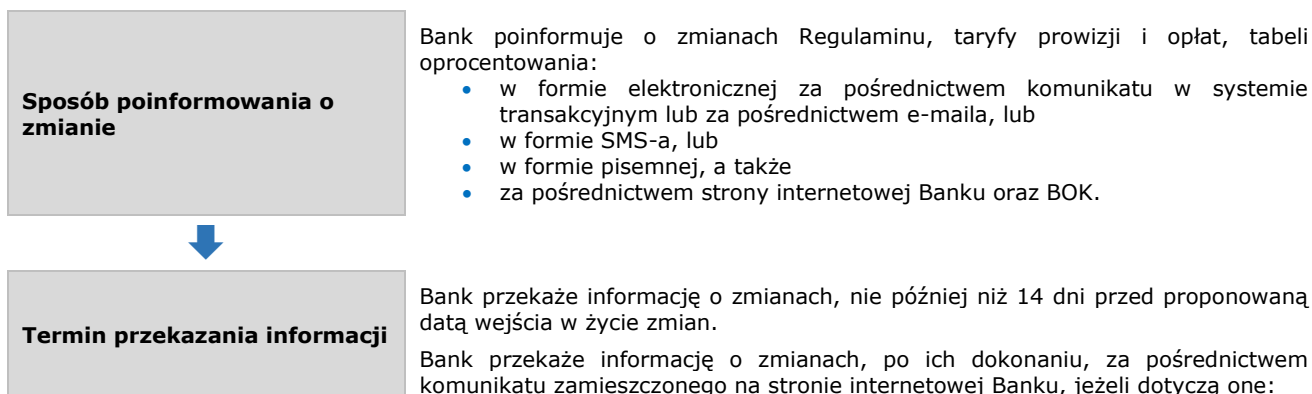 Sposób poinformowania o
zmianie
Bank poinformuje o zmianach Regulaminu, taryfy prowizji i opłat, tabeli
oprocentowania:
• w formie elektronicznej za pośrednictwem komunikatu w systemie
transakcyjnym lub za pośrednictwem e-maila, lub
• w formie SMS-a, lub
• w formie pisemnej, a także
• za pośrednictwem strony internetowej Banku oraz BOK.
Termin przekazania informacji
Bank przekaże informację o zmianach, nie później niż 14 dni przed proponowaną
datą wejścia w życie zmian.
Bank przekaże informację o zmianach, po ich dokonaniu, za pośrednictwem
komunikatu zamieszczonego na stronie internetowej Banku, jeżeli dotyczą one: